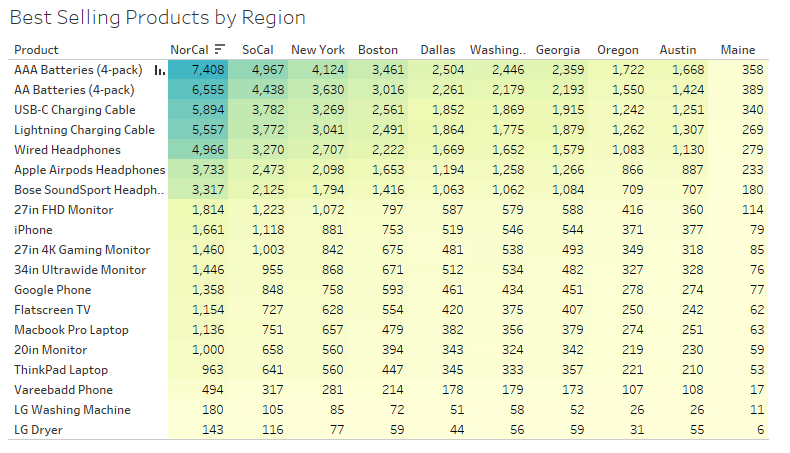 Best Selling Products by Region
Product NorCal SoCal New York Boston Dallas Washing.. Georgia Oregon Austin Maine
AAA Batteries (4-pack) 7,408 4,967 4,124 3,461 2,504 2,446 2,359 1,722 1,668 358
AA Batteries (4-pack) 6,555 4,438 3,630 3,016 2,261 2,179 2,193 1,550 1,424 389
USB-C Charging Cable 5,894 3,782 3,269 2,561 1,852 1,869 1,915 1,242 1,251 340
Lightning Charging Cable 5,557 3,772 3,041 2,491 1,864 1,775 1,879 1,262 1,307 269
Wired Headphones 4,966 3,270 2,707 2,222 1,669 1,652 1,579 1,083 1,130 279
Apple Airpods Headphones 3,733 2,473 2,098 1,653 1,194 1,258 1,266 866 887 233
Bose SoundSport Headph.. 3,317 2,125 1,794 1,416 1,063 1,062 1,084 709 707 180
27in FHD Monitor 1,814 1,223 1,072 797 587 579 588 416 360 114
iPhone 1,661 1,118 881 753 519 546 544 371 377 79
27in 4K Gaming Monitor 1,460 1,003 842 675 481 538 493 349 318 85
34in Ultrawide Monitor 1,446 955 868 671 512 534 482 327 328 76
Google Phone 1,358 848 758 593 461 434 451 278 274 77
Flatscreen TV 1,154 727 628 554 420 375 407 250 242 62
Macbook Pro Laptop 1,136 751 657 479 382 356 379 274 251 63
20in Monitor 1,000 658 560 394 343 324 342 219 230 59
ThinkPad Laptop 963 641 560 447 345 333 357 221 210 53
Vareebadd Phone 494 317 281 214 178 179 173 107 108 17
LG Washing Machine 180 105 85 72 51 58 52 26 26 11
LG Dryer 143 116 77 59 44 56 59 31 55 6